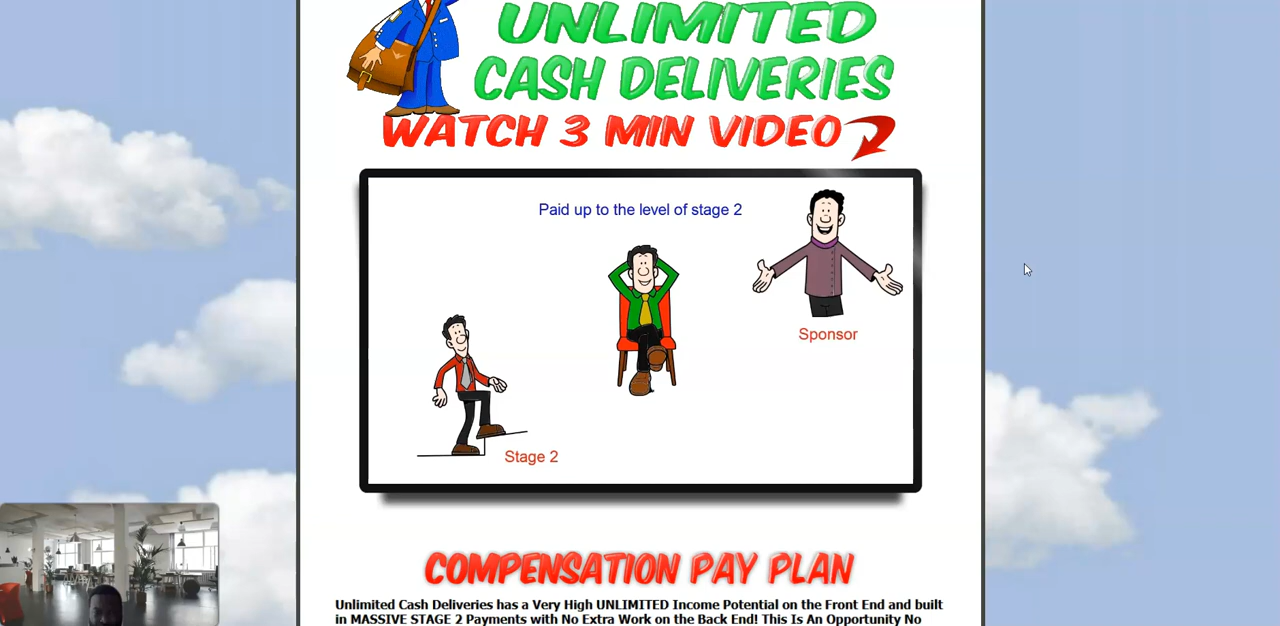 UNLIMITED
CASH DELIVERIES
WATCH 3 MIN VIDEO
Paid up to the level of stage 2
Sponsor
Stage 2
COMPENSATION PAY PLAN
Unlimited Cash Deliveries has a Very High UNLIMITED Income Potential on the Front End and built
in MASSIVE STAGE 2 Payments with No Extra Work on the Back End! This Is An Opportunity No